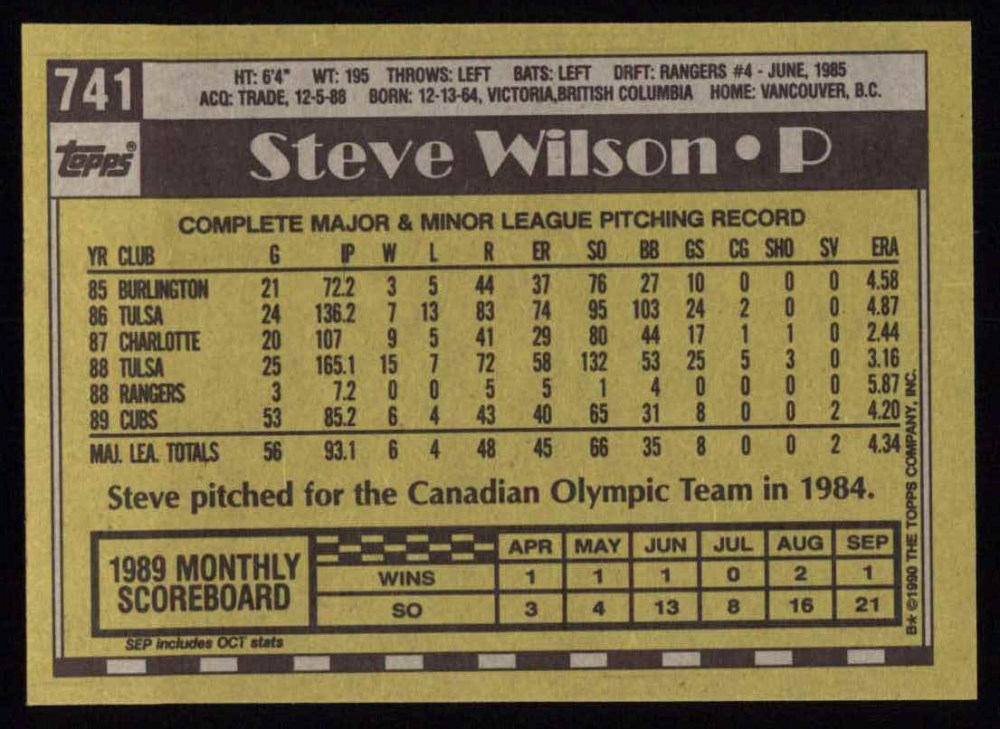 741
HT: 6'4" WT: 195 THROWS: LEFT BATS: LEFT DRFT: RANGERS #4 - JUNE, 1985
ACQ: TRADE, 12-5-88 BORN: 12-13-64, VICTORIA,BRITISH COLUMBIA HOME: VANCOUVER, B.C.
topps®
Steve Wilson • P
COMPLETE MAJOR & MINOR LEAGUE PITCHING RECORD
YR CLUB G IP W L R ER SO BB GS CG SHO SV ERA
85 BURLINGTON 21 72.2 3 5 44 37 76 27 10 0 0 0 4.58
86 TULSA 24 136.2 7 13 83 74 95 103 24 2 0 0 4.87
87 CHARLOTTE 20 107 9 5 41 29 80 44 17 1 1 0 2.44
88 TULSA 25 165.1 15 7 72 58 132 53 25 5 3 0 3.16
88 RANGERS 3 7.2 0 0 5 5 1 4 0 0 0 0 5.87
89 CUBS 53 85.2 6 4 43 40 65 31 8 0 0 2 4.20
MAJ. LEA. TOTALS 56 93.1 6 4 48 45 66 35 8 0 0 2 4.34
Steve pitched for the Canadian Olympic Team in 1984.
1989 MONTHLY
SCOREBOARD
APR MAY JUN JUL AUG SEP
WINS 1 1 1 0 2 1
SO 3 4 13 8 16 21
SEP includes OCT stats
B* ©1990 THE TOPPS COMPANY, INC.